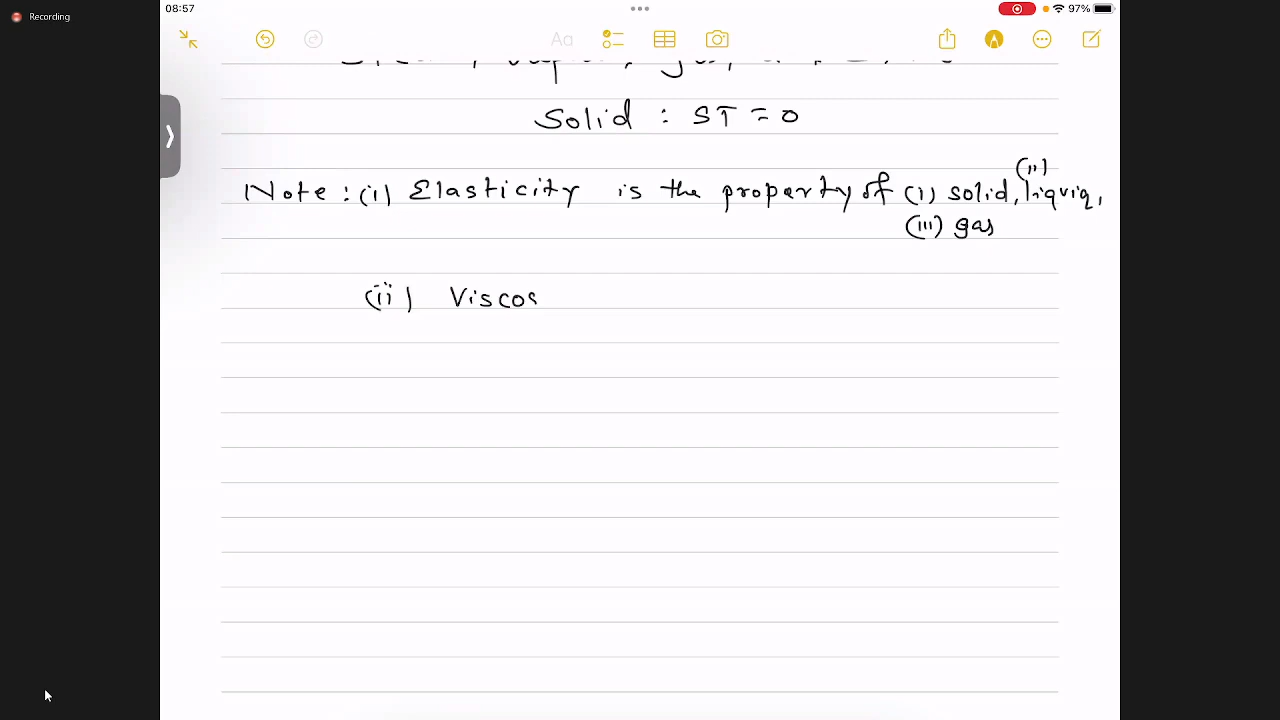 Recording
08:57
97%
Aa
Solid : ST = 0
(ii)
Note : (i) Elasticity is the property of (i) solid, liquiq,
(iii) gas
(ii) Viscos